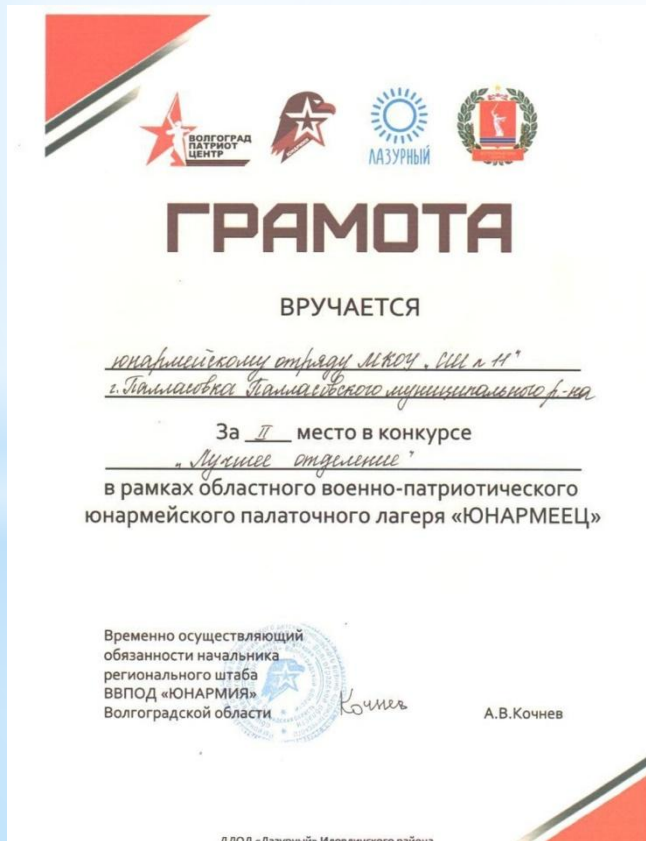 ВОЛГОГРАД
ПАТРИОТ
ЦЕНТР
ЛАЗУРНЫЙ
ГРАМОТА
ВРУЧАЕТСЯ
юнармейскому отряду МКОУ „СШ № 11"
г. Палласовка Палласовского муниципального р-на
За II место в конкурсе
„Лучшее отделение"
в рамках областного военно-патриотического
юнармейского палаточного лагеря «ЮНАРМЕЕЦ»
Временно осуществляющий
обязанности начальника
регионального штаба
ВВПОД «ЮНАРМИЯ»
Волгоградской области
Кочнев
А.В.Кочнев